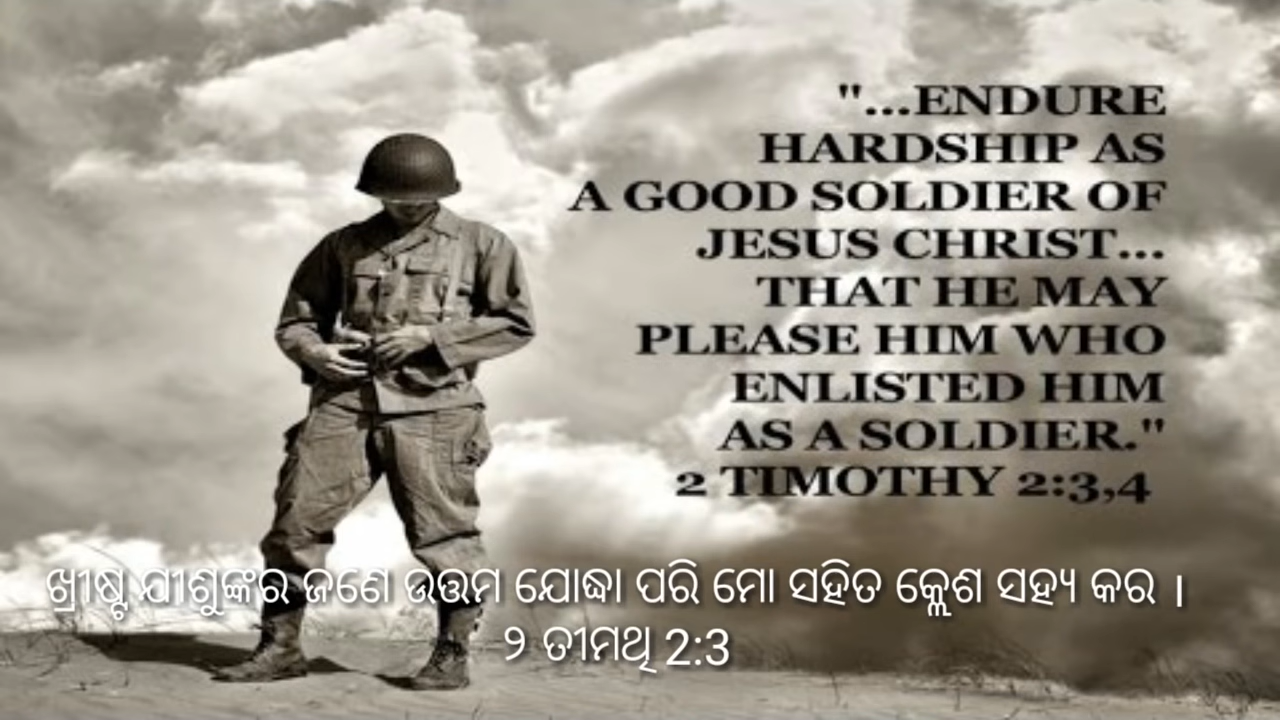 "...ENDURE
HARDSHIP AS
A GOOD SOLDIER OF
JESUS CHRIST...
THAT HE MAY
PLEASE HIM WHO
ENLISTED HIM
AS A SOLDIER."
2 TIMOTHY 2:3,4
ଖ୍ରୀଷ୍ଟ ଯୀଶୁଙ୍କର ଜଣେ ଉତ୍ତମ ଯୋଦ୍ଧା ପରି ମୋ ସହିତ କ୍ଲେଶ ସହ୍ୟ କର ।
୨ ତୀମଥି 2:3